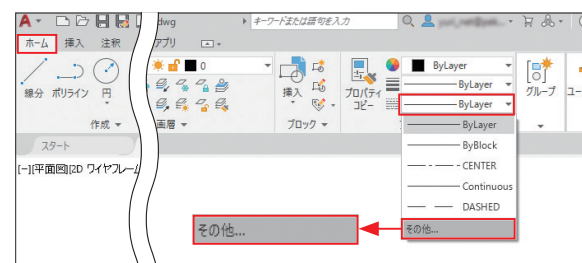 A
dwg
キーワードまたは語句を入力
ホーム 挿入 注釈 アプリ
0
ByLayer
線分 ポリライン 円
挿入
プロパティ
コピー
ByLayer
グループ
ユー
ByLayer
作成 画層 ブロック
ByLayer
スタート
ByBlock
[-][平面図][2D ワイヤフレーム
CENTER
Continuous
DASHED
その他...
その他...